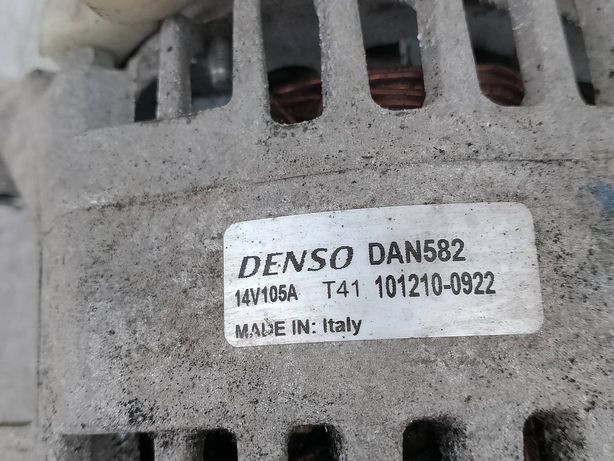 DENSO DAN582
14V105A T41 101210-0922
MADE IN: Italy